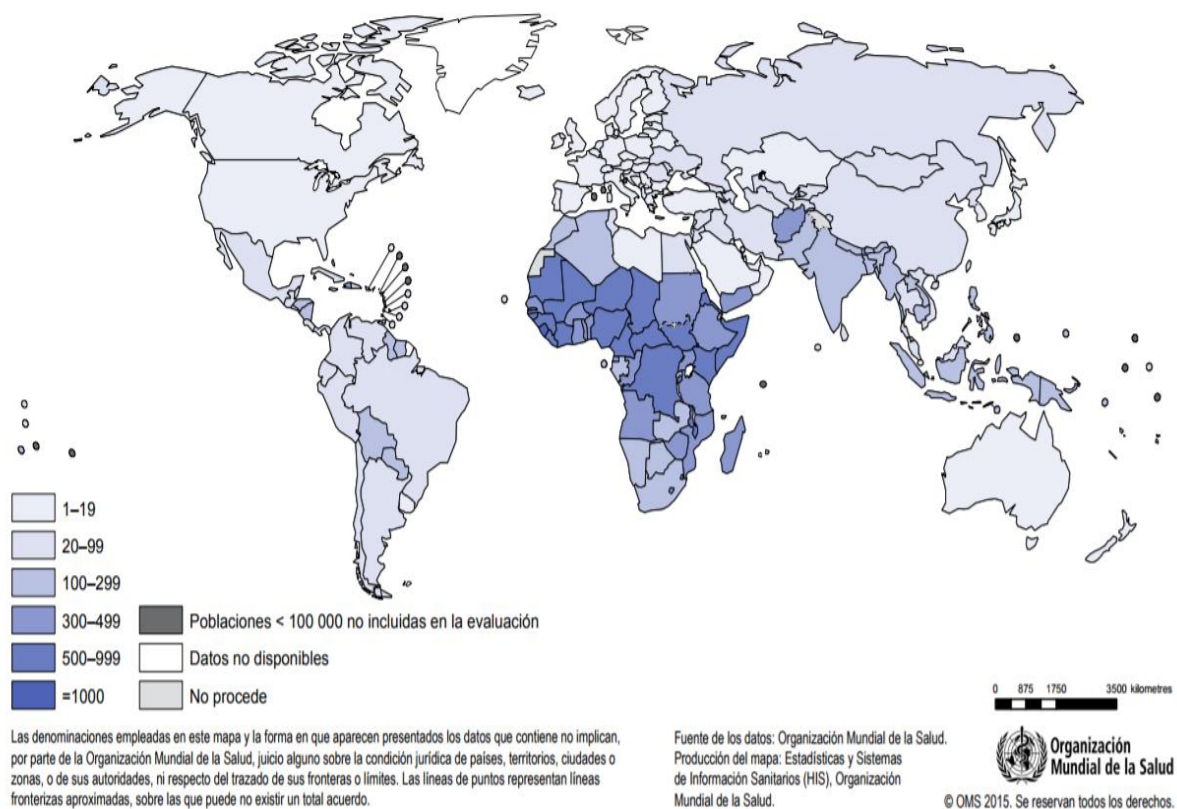 1–19
20–99
100–299
300–499
500–999
=1000
Poblaciones < 100 000 no incluidas en la evaluación
Datos no disponibles
No procede
0 875 1750 3500 kilometres
Las denominaciones empleadas en este mapa y la forma en que aparecen presentados los datos que contiene no implican,
por parte de la Organización Mundial de la Salud, juicio alguno sobre la condición jurídica de países, territorios, ciudades o
zonas, o de sus autoridades, ni respecto del trazado de sus fronteras o límites. Las líneas de puntos representan líneas
fronterizas aproximadas, sobre las que puede no existir un total acuerdo.
Fuente de los datos: Organización Mundial de la Salud.
Producción del mapa: Estadísticas y Sistemas
de Información Sanitarios (HIS), Organización
Mundial de la Salud.
Organización
Mundial de la Salud
© OMS 2015. Se reservan todos los derechos.